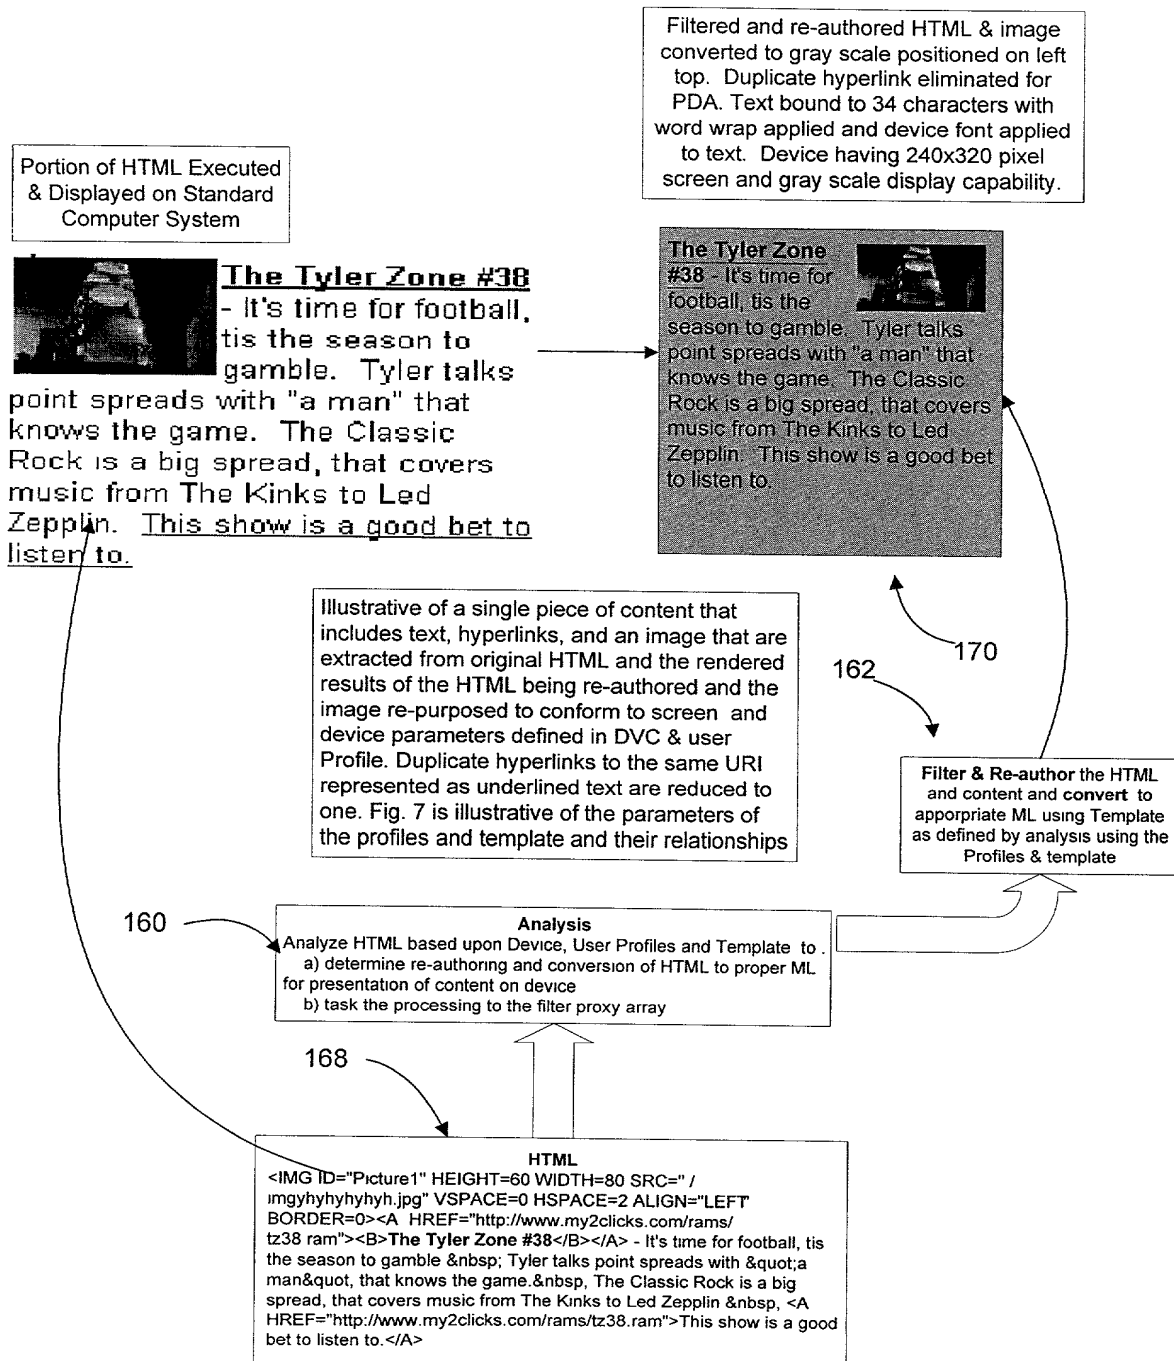 Filtered and re-authored HTML & image
converted to gray scale positioned on left
top.  Duplicate hyperlink eliminated for
PDA. Text bound to 34 characters with
word wrap applied and device font applied
to text.  Device having 240x320 pixel
screen and gray scale display capability.
Portion of HTML Executed
& Displayed on Standard
Computer System
The Tyler Zone #38
- It's time for football,
tis the season to
gamble.  Tyler talks
point spreads with "a man" that
knows the game.  The Classic
Rock is a big spread, that covers
music from The Kinks to Led
Zepplin.  This show is a good bet to
listen to.
The Tyler Zone
#38 - It's time for
football, tis the
season to gamble.  Tyler talks
point spreads with "a man" that
knows the game.  The Classic
Rock is a big spread, that covers
music from The Kinks to Led
Zepplin.  This show is a good bet
to listen to.
Illustrative of a single piece of content that
includes text, hyperlinks, and an image that are
extracted from original HTML and the rendered
results of the HTML being re-authored and the
image re-purposed to conform to screen  and
device parameters defined in DVC & user
Profile. Duplicate hyperlinks to the same URI
represented as underlined text are reduced to
one. Fig. 7 is illustrative of the parameters of
the profiles and template and their relationships
170
162
Filter & Re-author the HTML
and content and convert  to
apporpriate ML using Template
as defined by analysis using the
Profiles & template
160
Analysis
Analyze HTML based upon Device, User Profiles and Template  to .
a) determine re-authoring and conversion of HTML to proper ML
for presentation of content on device
b) task the processing to the filter proxy array
168
HTML
<IMG ID="Picture1" HEIGHT=60 WIDTH=80 SRC=" /
imgyhyhyhyhyh.jpg" VSPACE=0 HSPACE=2 ALIGN="LEFT"
BORDER=0><A  HREF="http://www.my2clicks.com/rams/
tz38 ram"><B>The Tyler Zone #38</B></A> - It's time for football, tis
the season to gamble &nbsp; Tyler talks point spreads with &quot;a
man&quot, that knows the game.&nbsp, The Classic Rock is a big
spread, that covers music from The Kinks to Led Zepplin &nbsp, <A
HREF="http://www.my2clicks.com/rams/tz38.ram">This show is a good
bet to listen to.</A>